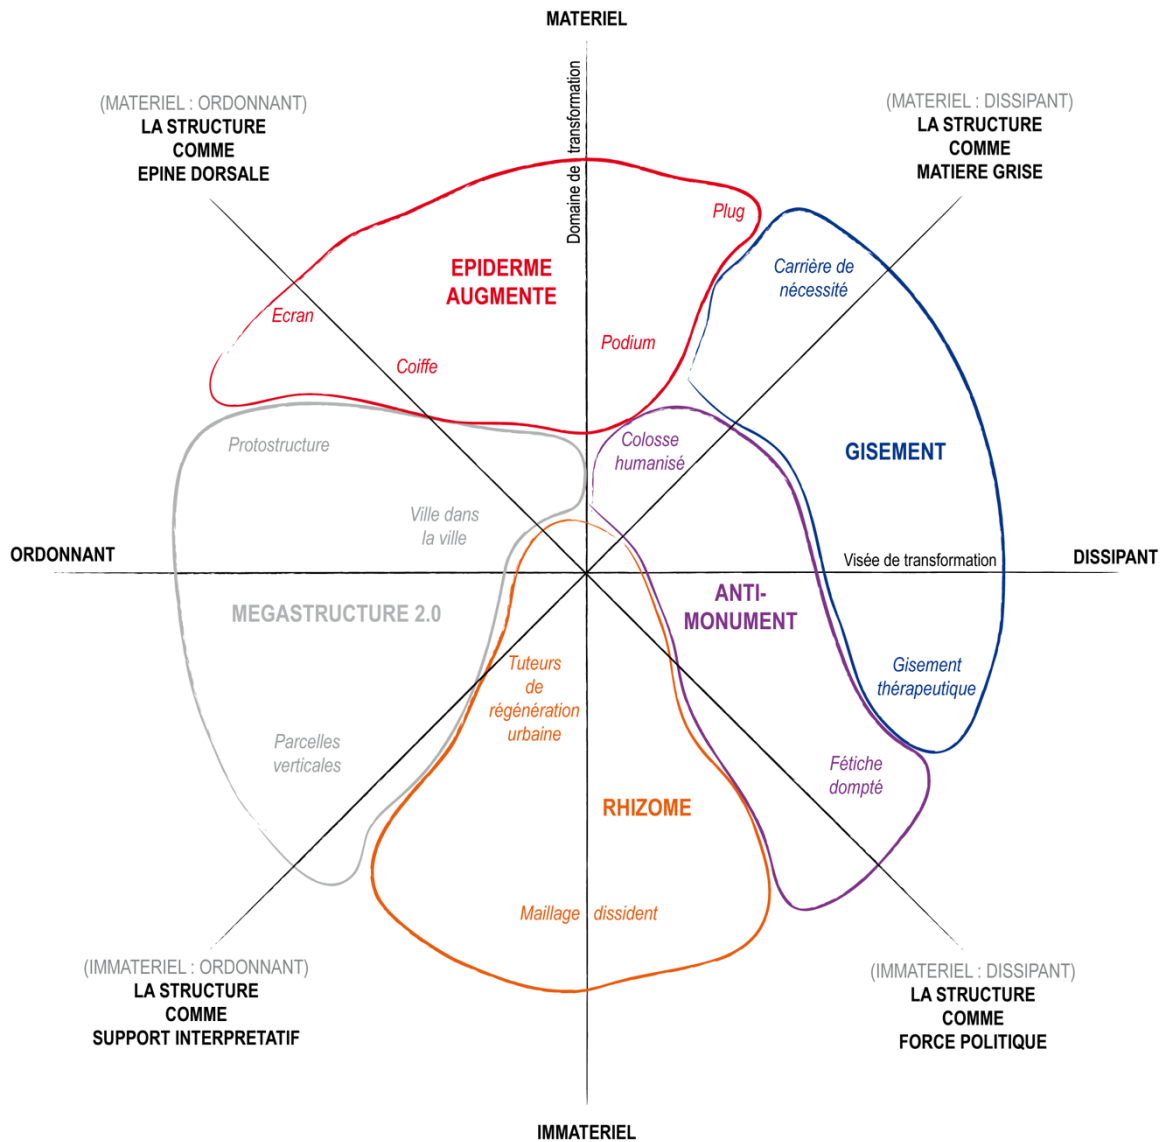 MATERIEL
Domaine de transformation
(MATERIEL : ORDONNANT)
LA STRUCTURE
COMME
EPINE DORSALE
(MATERIEL : DISSIPANT)
LA STRUCTURE
COMME
MATIERE GRISE
Plug
EPIDERME
AUGMENTE
Ecran
Coiffe
Podium
Carrière de
nécessité
GISEMENT
Protostructure
Colosse
humanisé
Ville dans
la ville
ORDONNANT
Visée de transformation
DISSIPANT
MEGASTRUCTURE 2.0
ANTI-
MONUMENT
Tuteurs
de
régénération
urbaine
Gisement
thérapeutique
Parcelles
verticales
Fétiche
dompté
RHIZOME
Maillage dissident
(IMMATERIEL : ORDONNANT)
LA STRUCTURE
COMME
SUPPORT INTERPRETATIF
(IMMATERIEL : DISSIPANT)
LA STRUCTURE
COMME
FORCE POLITIQUE
IMMATERIEL